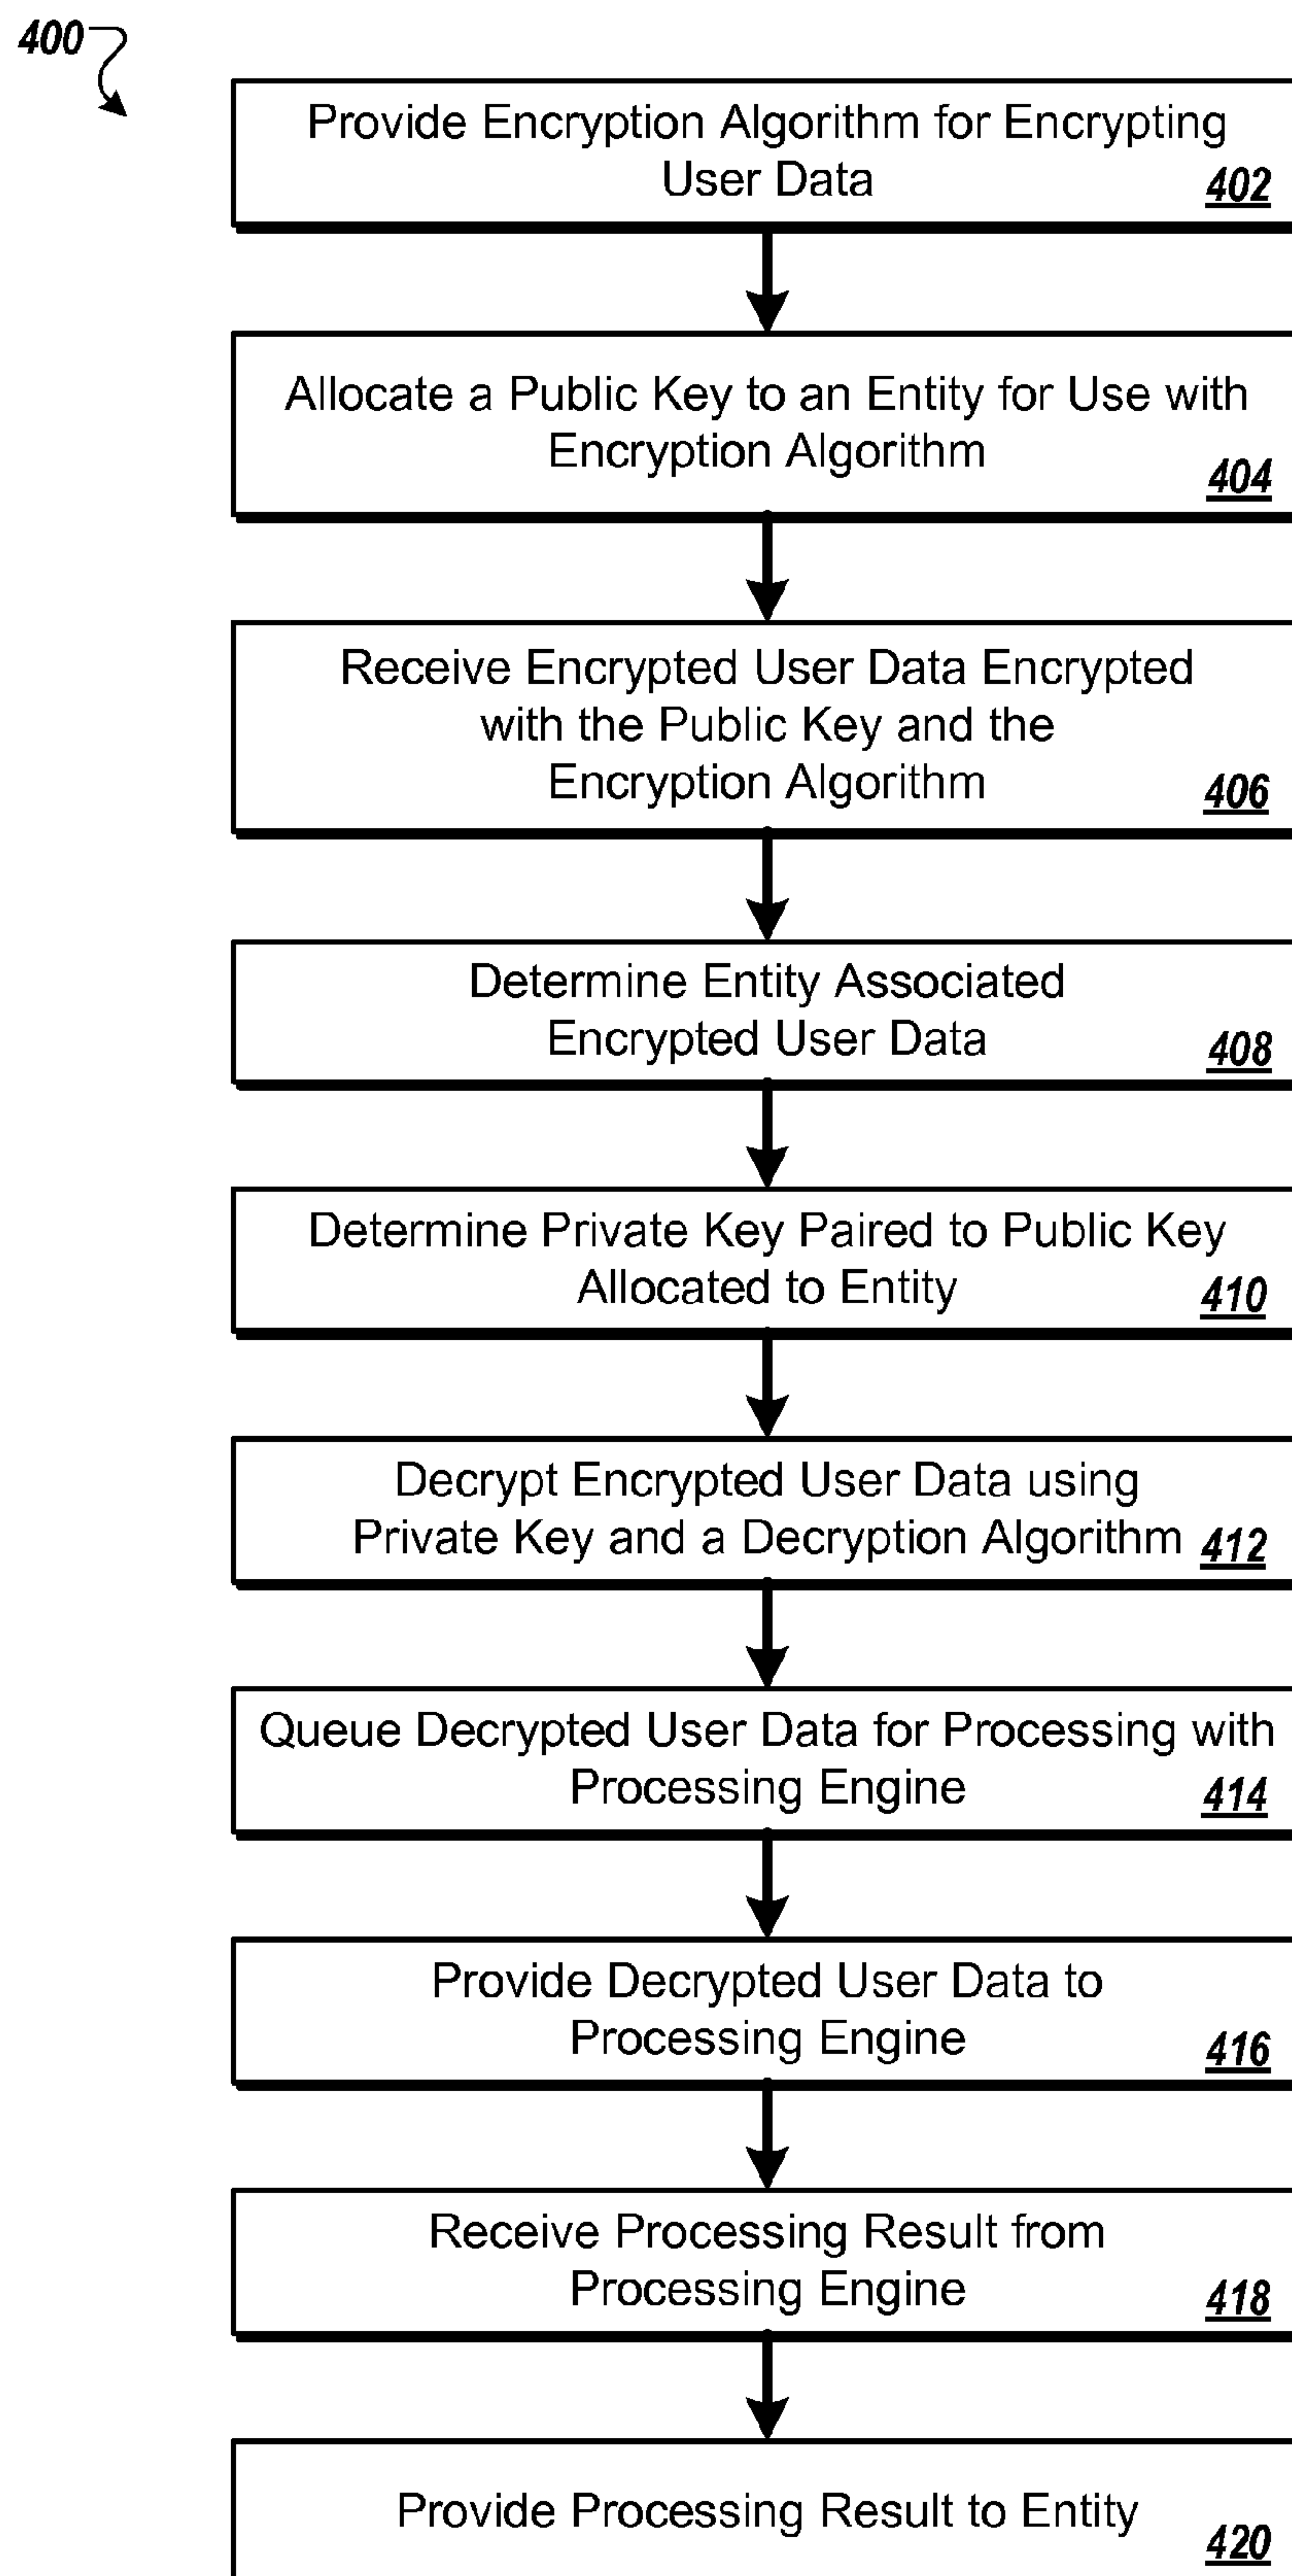 400
Provide Encryption Algorithm for Encrypting
User Data
402
Allocate a Public Key to an Entity for Use with
Encryption Algorithm
404
Receive Encrypted User Data Encrypted
with the Public Key and the
Encryption Algorithm
406
Determine Entity Associated
Encrypted User Data
408
Determine Private Key Paired to Public Key
Allocated to Entity
410
Decrypt Encrypted User Data using
Private Key and a Decryption Algorithm 412
Queue Decrypted User Data for Processing with
Processing Engine
414
Provide Decrypted User Data to
Processing Engine
416
Receive Processing Result from
Processing Engine
418
Provide Processing Result to Entity
420